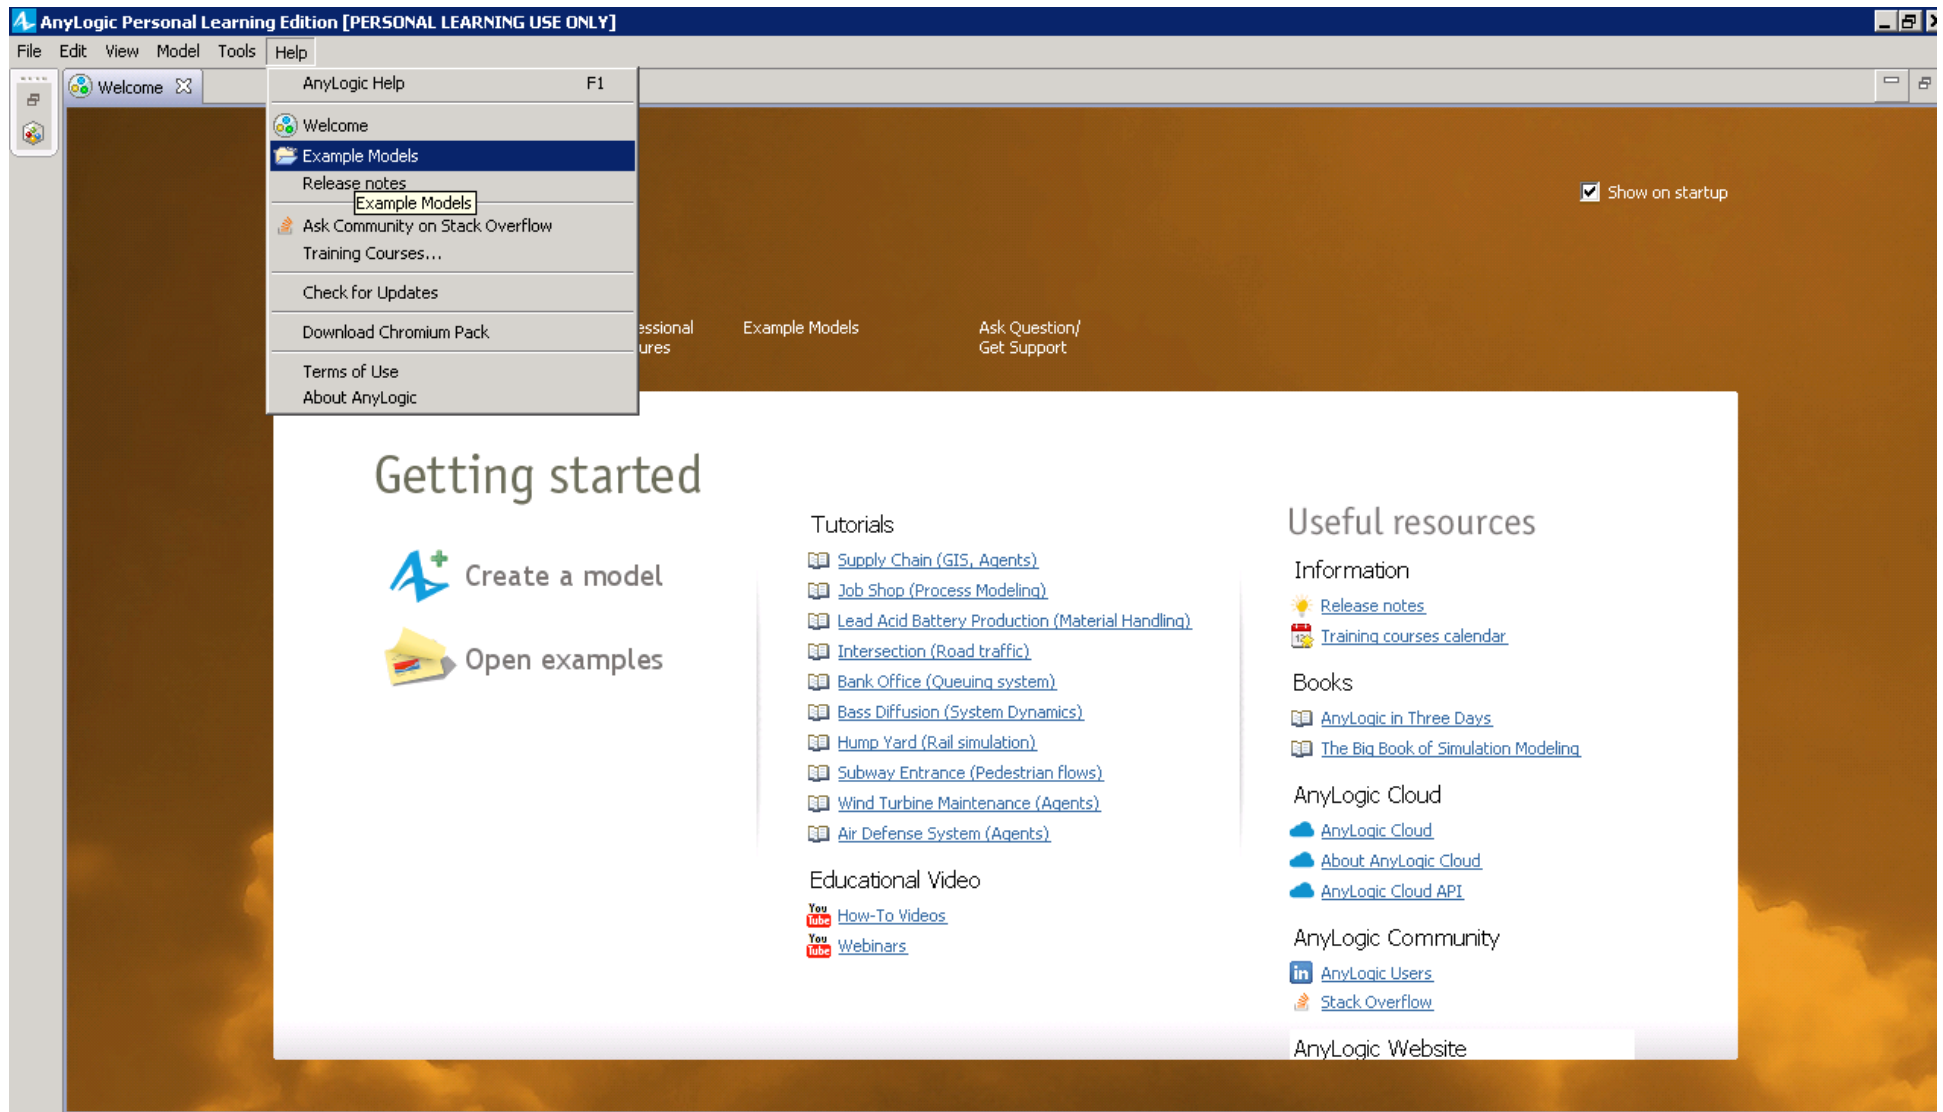 AnyLogic Personal Learning Edition [PERSONAL LEARNING USE ONLY]
File Edit View Model Tools Help
Welcome
AnyLogic Help F1
Welcome
Example Models
Release notes
Example Models
Ask Community on Stack Overflow
Training Courses...
Check for Updates
Download Chromium Pack
Terms of Use
About AnyLogic
Show on startup
Example Models
Ask Question/
Get Support
Getting started
Create a model
Open examples
Tutorials
Supply Chain (GIS, Agents)
Job Shop (Process Modeling)
Lead Acid Battery Production (Material Handling)
Intersection (Road traffic)
Bank Office (Queuing system)
Bass Diffusion (System Dynamics)
Hump Yard (Rail simulation)
Subway Entrance (Pedestrian flows)
Wind Turbine Maintenance (Agents)
Air Defense System (Agents)
Educational Video
You Tube How-To Videos
You Tube Webinars
Useful resources
Information
Release notes
Training courses calendar
Books
AnyLogic in Three Days
The Big Book of Simulation Modeling
AnyLogic Cloud
AnyLogic Cloud
About AnyLogic Cloud
AnyLogic Cloud API
AnyLogic Community
in AnyLogic Users
Stack Overflow
AnyLogic Website